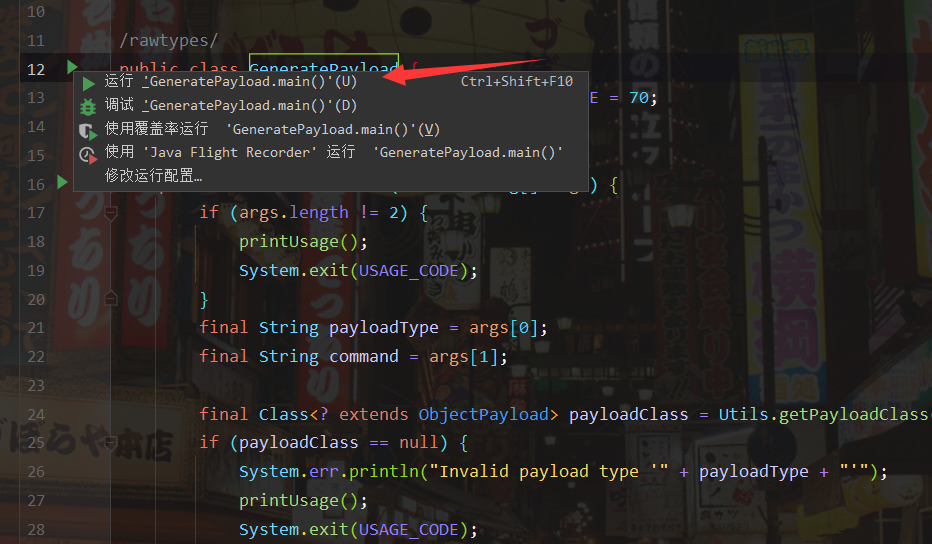 10
11 /rawtypes/
12 public class GeneratePayload {
运行 'GeneratePayload.main()'(U) Ctrl+Shift+F10
调试 'GeneratePayload.main()'(D)
13 E = 70;
使用覆盖率运行 'GeneratePayload.main()'(V)
14
15 使用 'Java Flight Recorder' 运行 'GeneratePayload.main()'
修改运行配置…
16 ) {
17 if (args.length != 2) {
18 printUsage();
19 System.exit(USAGE_CODE);
20 }
21 final String payloadType = args[0];
22 final String command = args[1];
23
24 final Class<? extends ObjectPayload> payloadClass = Utils.getPayloadClass
25 if (payloadClass == null) {
26 System.err.println("Invalid payload type '" + payloadType + "'");
27 printUsage();
28 System.exit(USAGE_CODE);